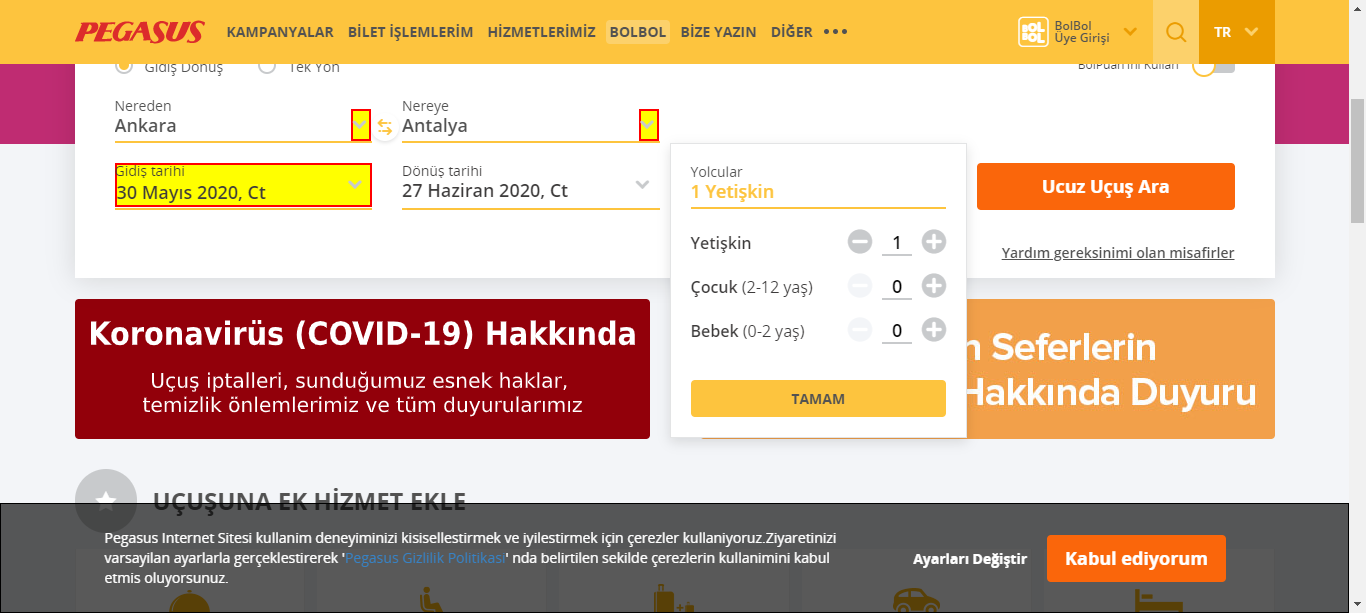 PEGASUS
KAMPANYALAR BİLET İŞLEMLERİM HİZMETLERİMİZ BOLBOL BİZE YAZIN DİĞER •••
BOL BOL
BolBol
Üye Girişi
TR
Gidiş Dönüş Tek Yön
BolPuan'ını Kullan
Nereden
Ankara
Nereye
Antalya
Gidiş tarihi
30 Mayıs 2020, Ct
Dönüş tarihi
27 Haziran 2020, Ct
Yolcular
1 Yetişkin
Yetişkin 1
Çocuk (2-12 yaş) 0
Bebek (0-2 yaş) 0
TAMAM
Ucuz Uçuş Ara
Yardım gereksinimi olan misafirler
Koronavirüs (COVID-19) Hakkında
Uçuş iptalleri, sunduğumuz esnek haklar,
temizlik önlemlerimiz ve tüm duyurularımız
n Seferlerin
Hakkında Duyuru
UÇUŞUNA EK HİZMET EKLE
Pegasus Internet Sitesi kullanim deneyiminizi kisisellestirmek ve iyilestirmek için çerezler kullaniyoruz.Ziyaretinizi
varsayilan ayarlarla gerçeklestirerek 'Pegasus Gizlilik Politikasi' nda belirtilen sekilde çerezlerin kullanimini kabul
etmis oluyorsunuz.
Ayarları Değiştir
Kabul ediyorum